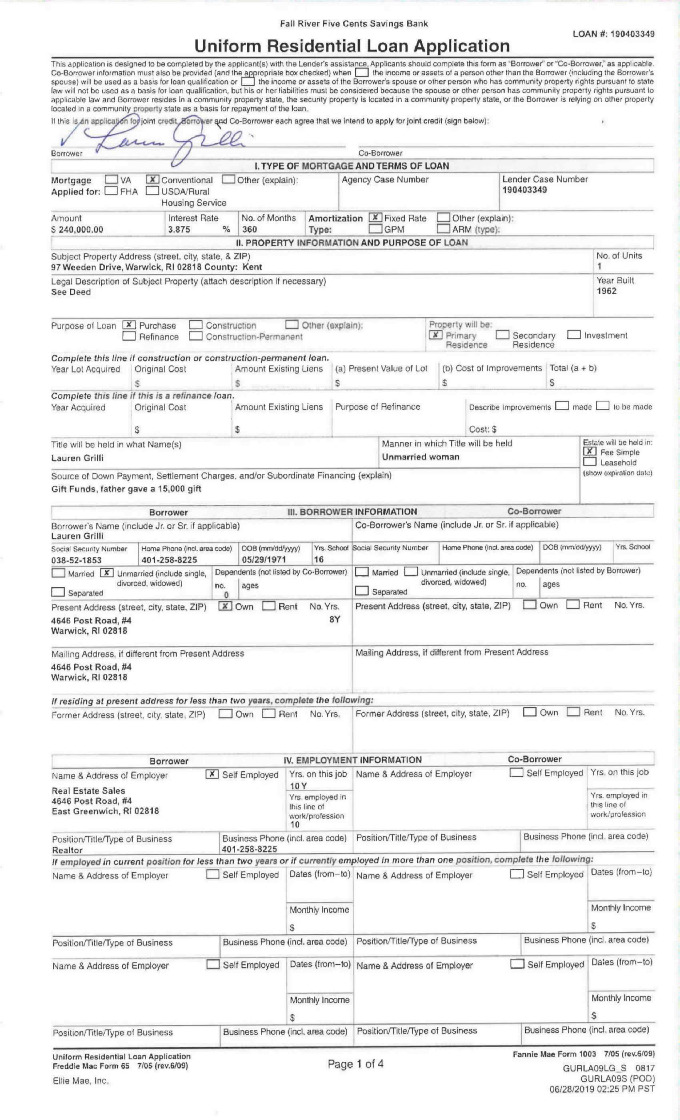 Fall River Five Cents Savings Bank
LOAN #: 190403349
Uniform Residential Loan Application
This application is designed to be completed by the applicant(s) with the Lender's assistance. Applicants should complete this form as "Borrower" or "Co-Borrower," as applicable.
Co-Borrower information must also be provided (and the appropriate box checked) when the income or assets of a person other than the Borrower (including the Borrower's
spouse) will be used as a basis for loan qualification or the income or assets of the Borrower's spouse or other person who has community property rights pursuant to state
law will not be used as a basis for loan qualification, but his or her liabilities must be considered because the spouse or other person has community property rights pursuant to
applicable law and Borrower resides in a community property state, the security property is located in a community property state, or the Borrower is relying on other property
located in a community property state as a basis for repayment of the loan.
If this is an application for joint credit, Borrower and Co-Borrower each agree that we intend to apply for joint credit (sign below):
Lauren Grilli
Borrower Co-Borrower
I. TYPE OF MORTGAGE AND TERMS OF LOAN
Mortgage VA X Conventional Other (explain): Agency Case Number Lender Case Number
Applied for: FHA USDA/Rural 190403349
Housing Service
Amount Interest Rate No. of Months Amortization X Fixed Rate Other (explain):
$ 240,000.00 3.875 % 360 Type: GPM ARM (type):
II. PROPERTY INFORMATION AND PURPOSE OF LOAN
Subject Property Address (street, city, state, & ZIP) No. of Units
97 Weeden Drive, Warwick, RI 02818 County: Kent 1
Legal Description of Subject Property (attach description if necessary) Year Built
See Deed 1962
Purpose of Loan X Purchase Construction Other (explain): Property will be:
Refinance Construction-Permanent X Primary Secondary Investment
Residence Residence
Complete this line if construction or construction-permanent loan.
Year Lot Acquired Original Cost Amount Existing Liens (a) Present Value of Lot (b) Cost of Improvements Total (a + b)
$ $ $ $ $
Complete this line if this is a refinance loan.
Year Acquired Original Cost Amount Existing Liens Purpose of Refinance Describe Improvements made to be made
$ $ Cost: $
Title will be held in what Name(s) Manner in which Title will be held Estate will be held in:
Lauren Grilli Unmarried woman X Fee Simple
Leasehold
Source of Down Payment, Settlement Charges, and/or Subordinate Financing (explain) (show expiration date)
Gift Funds, father gave a 15,000 gift
Borrower III. BORROWER INFORMATION Co-Borrower
Borrower's Name (include Jr. or Sr. if applicable) Co-Borrower's Name (include Jr. or Sr. if applicable)
Lauren Grilli
Social Security Number Home Phone (incl. area code) DOB (mm/dd/yyyy) Yrs. School Social Security Number Home Phone (incl. area code) DOB (mm/dd/yyyy) Yrs. School
038-52-1853 401-258-8225 05/29/1971 16
Married X Unmarried (include single, Dependents (not listed by Co-Borrower) Married Unmarried (include single, Dependents (not listed by Borrower)
divorced, widowed) no. ages divorced, widowed) no. ages
Separated 0 Separated
Present Address (street, city, state, ZIP) X Own Rent No. Yrs. Present Address (street, city, state, ZIP) Own Rent No. Yrs.
4646 Post Road, #4 8Y
Warwick, RI 02818
Mailing Address, if different from Present Address Mailing Address, if different from Present Address
4646 Post Road, #4
Warwick, RI 02818
If residing at present address for less than two years, complete the following:
Former Address (street, city, state, ZIP) Own Rent No. Yrs. Former Address (street, city, state, ZIP) Own Rent No. Yrs.
Borrower IV. EMPLOYMENT INFORMATION Co-Borrower
Name & Address of Employer X Self Employed Yrs. on this job Name & Address of Employer Self Employed Yrs. on this job
10 Y
Real Estate Sales Yrs. employed in Yrs. employed in
4646 Post Road, #4 this line of this line of
East Greenwich, RI 02818 work/profession work/profession
10
Position/Title/Type of Business Business Phone (incl. area code) Position/Title/Type of Business Business Phone (incl. area code)
Realtor 401-258-8225
If employed in current position for less than two years or if currently employed in more than one position, complete the following:
Name & Address of Employer Self Employed Dates (from–to) Name & Address of Employer Self Employed Dates (from–to)
Monthly Income Monthly Income
$ $
Position/Title/Type of Business Business Phone (incl. area code) Position/Title/Type of Business Business Phone (incl. area code)
Name & Address of Employer Self Employed Dates (from–to) Name & Address of Employer Self Employed Dates (from–to)
Monthly Income Monthly Income
$ $
Position/Title/Type of Business Business Phone (incl. area code) Position/Title/Type of Business Business Phone (incl. area code)
Uniform Residential Loan Application Fannie Mae Form 1003 7/05 (rev.6/09)
Freddie Mac Form 65 7/05 (rev.6/09) Page 1 of 4
GURLA09LG_S 0817
Ellie Mae, Inc. GURLA09S (POD)
06/28/2019 02:25 PM PST